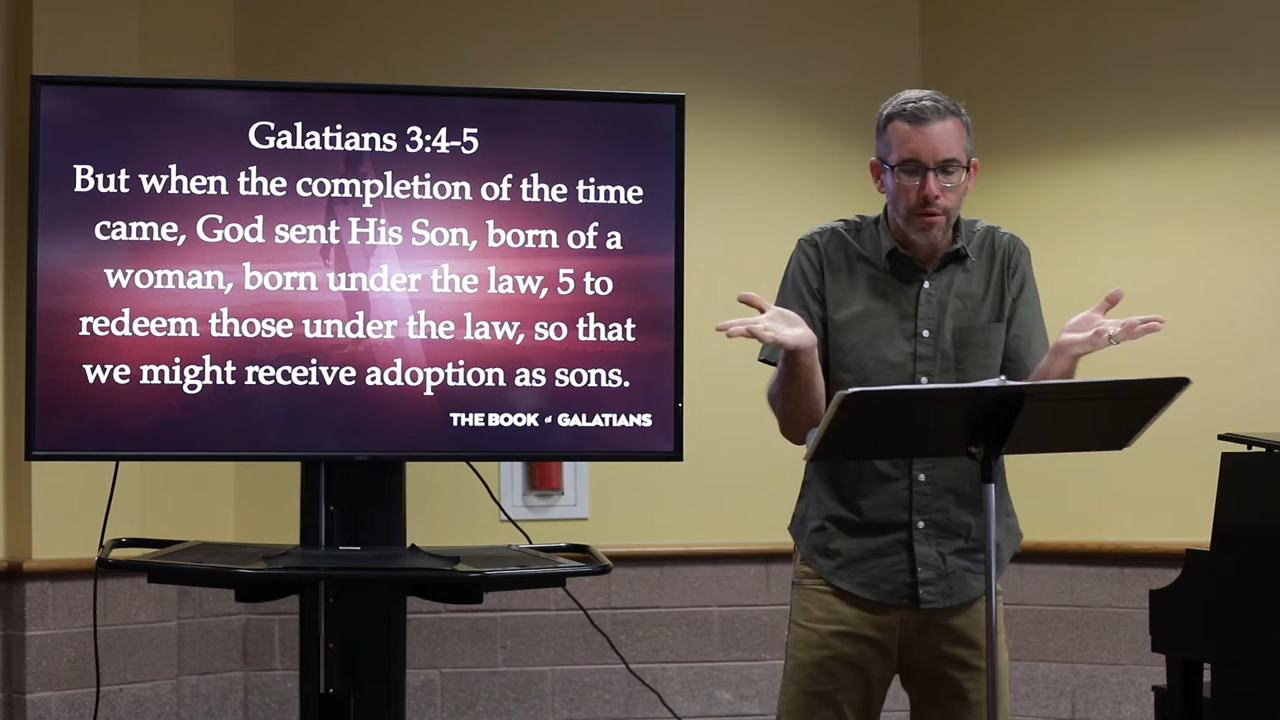 Galatians 3:4-5
But when the completion of the time
came, God sent His Son, born of a
woman, born under the law, 5 to
redeem those under the law, so that
we might receive adoption as sons.
THE BOOK of GALATIANS